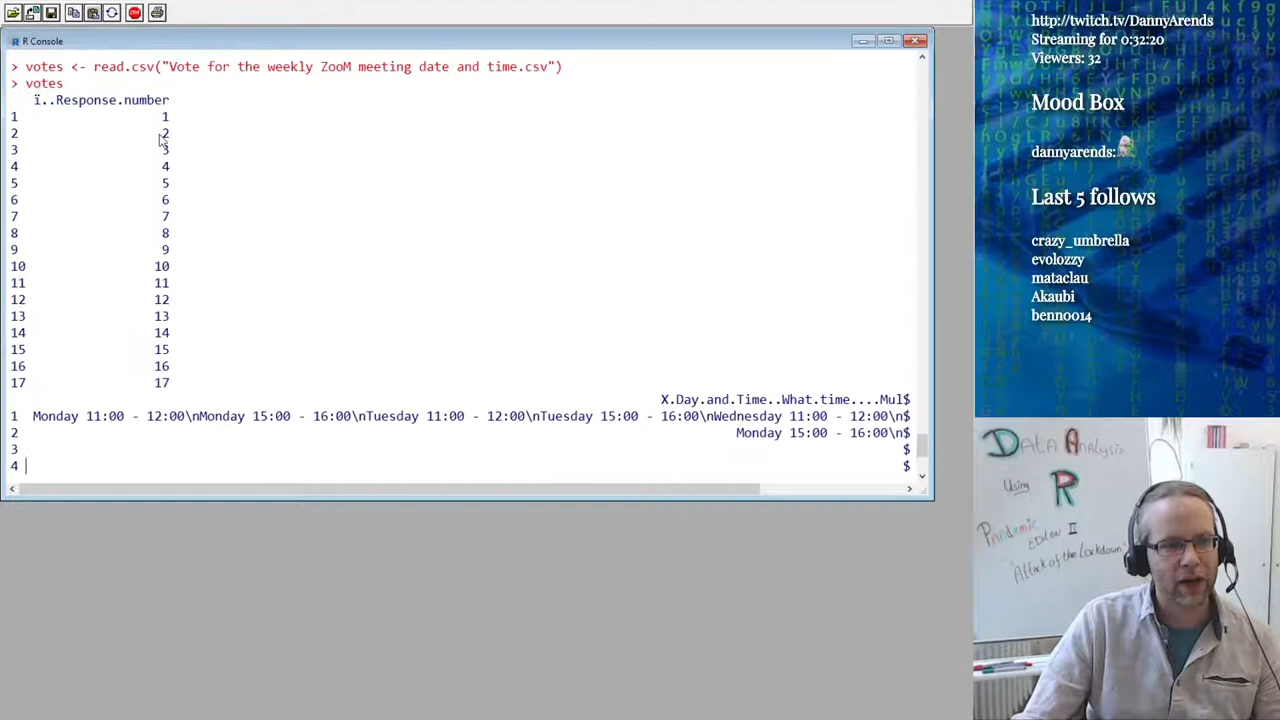 R Console
> votes <- read.csv("Vote for the weekly ZooM meeting date and time.csv")
> votes
ï..Response.number
1 1
2 2
3 3
4 4
5 5
6 6
7 7
8 8
9 9
10 10
11 11
12 12
13 13
14 14
15 15
16 16
17 17
X.Day.and.Time..What.time....Mul$
1 Monday 11:00 - 12:00\nMonday 15:00 - 16:00\nTuesday 11:00 - 12:00\nTuesday 15:00 - 16:00\nWednesday 11:00 - 12:00\n$
2 Monday 15:00 - 16:00\n$
3 $
4 $
http://twitch.tv/DannyArends
Streaming for 0:32:20
Viewers: 32
Mood Box
dannyarends:
Last 5 follows
crazy_umbrella
evolozzy
mataclau
Akaubi
benno014
Data Analysis
Using
R
Pandemic
Edition II
"Attack of the Lockdown"